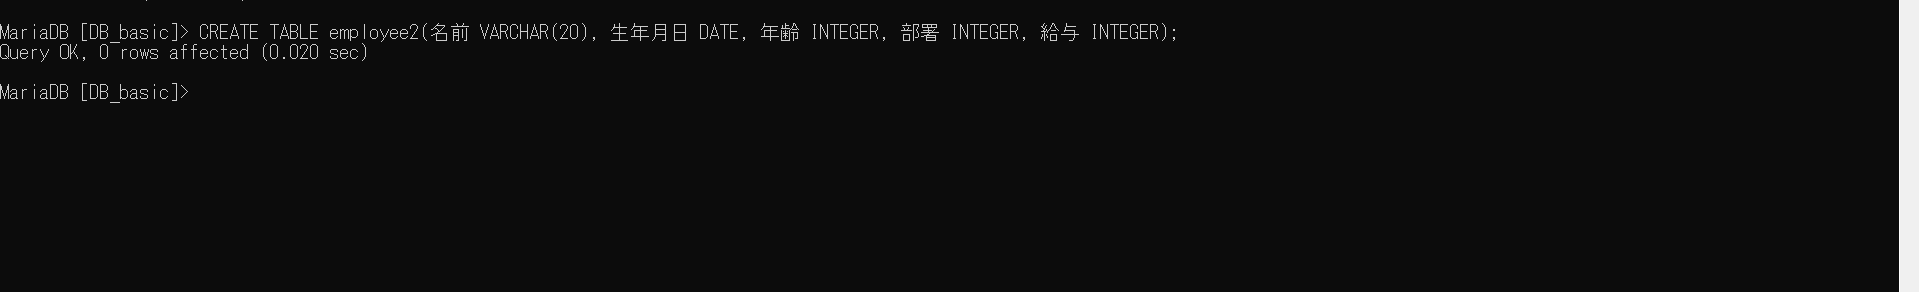 MariaDB [DB_basic]> CREATE TABLE employee2(名前 VARCHAR(20), 生年月日 DATE, 年齢 INTEGER, 部署 INTEGER, 給与 INTEGER);
Query OK, 0 rows affected (0.020 sec)
MariaDB [DB_basic]>